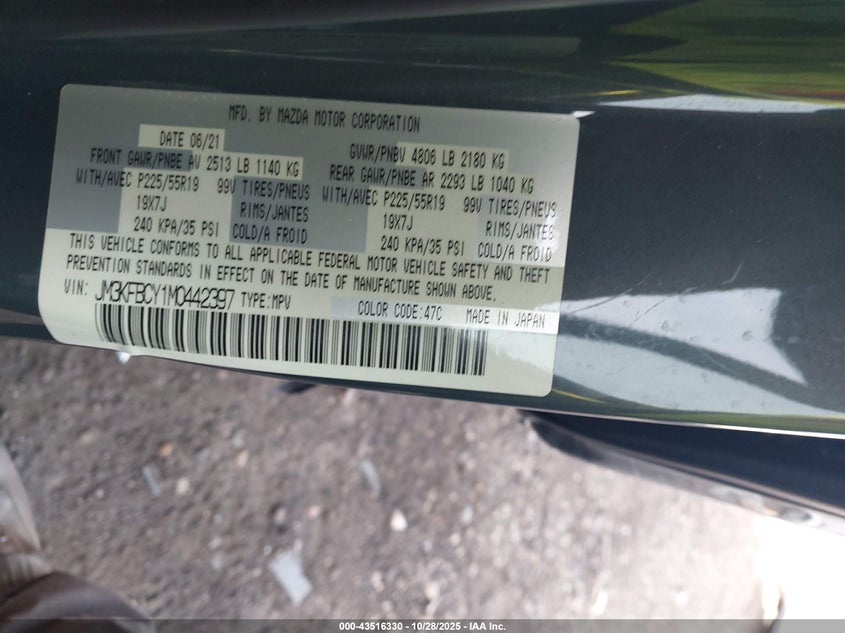 MFD. BY MAZDA MOTOR CORPORATION
DATE 06/21 GVWR/PNBV 4806 LB 2180 KG
FRONT GAWR/PNBE AV 2513 LB 1140 KG REAR GAWR/PNBE AR 2293 LB 1040 KG
WITH/AVEC P225/55R19 99V TIRES/PNEUS WITH/AVEC P225/55R19 99V TIRES/PNEUS
19X7J RIMS/JANTES 19X7J RIMS/JANTES
240 KPA/35 PSI COLD/A FROID 240 KPA/35 PSI COLD/A FROID
THIS VEHICLE CONFORMS TO ALL APPLICABLE FEDERAL MOTOR VEHICLE SAFETY AND THEFT
PREVENTION STANDARDS IN EFFECT ON THE DATE OF MANUFACTURE SHOWN ABOVE.
VIN: JM3KFBCY1M0442397 TYPE:MPV COLOR CODE:47C MADE IN JAPAN
000-43516330 - 10/28/2025 - IAA Inc.